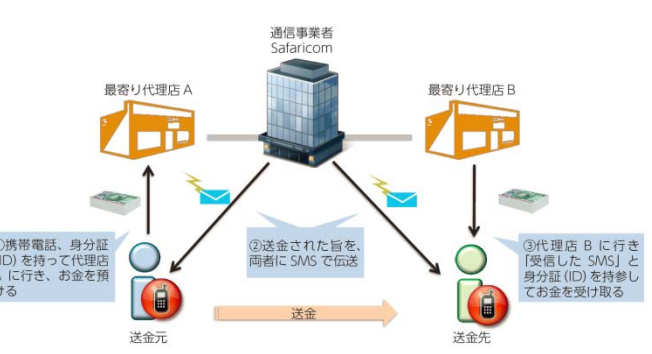 通信事業者
Safaricom
最寄り代理店 A
最寄り代理店 B
携帯電話、身分証
(ID) を持って代理店
に行き、お金を預
ける
②送金された旨を、
両者に SMS で伝送
③代理店 B に行き
「受信した SMS」と
身分証 (ID) を持参し
てお金を受け取る
送金
送金元
送金先